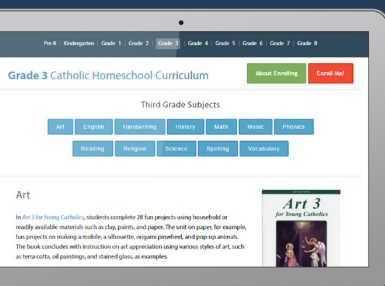 Pre-K | Kindergarten | Grade 1 | Grade 2 | Grade 3 | Grade 4 | Grade 5 | Grade 6 | Grade 7 | Grade 8
Grade 3 Catholic Homeschool Curriculum
About Enrolling
Enroll Me!
Third Grade Subjects
Art English Handwriting History Math Music Phonics
Reading Religion Science Spelling Vocabulary
Art
In Art 3 for Young Catholics, students complete 28 fun projects using household or
readily available materials such as clay, paints, and paper. The unit on paper, for example,
has projects on making a mobile, a silhouette, origami pinwheel, and pop-up animals.
The book concludes with instruction on art appreciation using various styles of art, such
as terra cotta, oil paintings, and stained glass, as examples.
Art 3
for Young Catholics